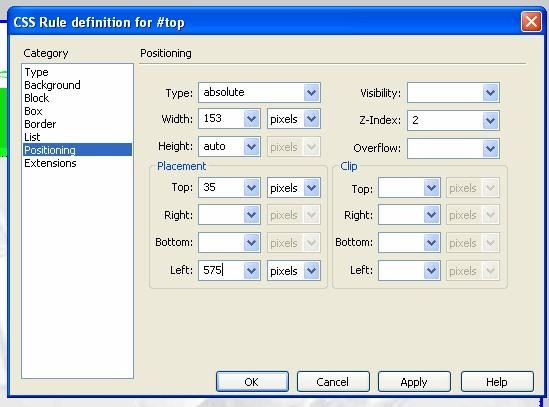 CSS Rule definition for #top
Category
Type
Background
Block
Box
Border
List
Positioning
Extensions
Positioning
Type: absolute Visibility:
Width: 153 pixels Z-Index: 2
Height: auto pixels Overflow:
Placement Clip
Top: 35 pixels Top: pixels
Right: pixels Right: pixels
Bottom: pixels Bottom: pixels
Left: 575 pixels Left: pixels
OK Cancel Apply Help